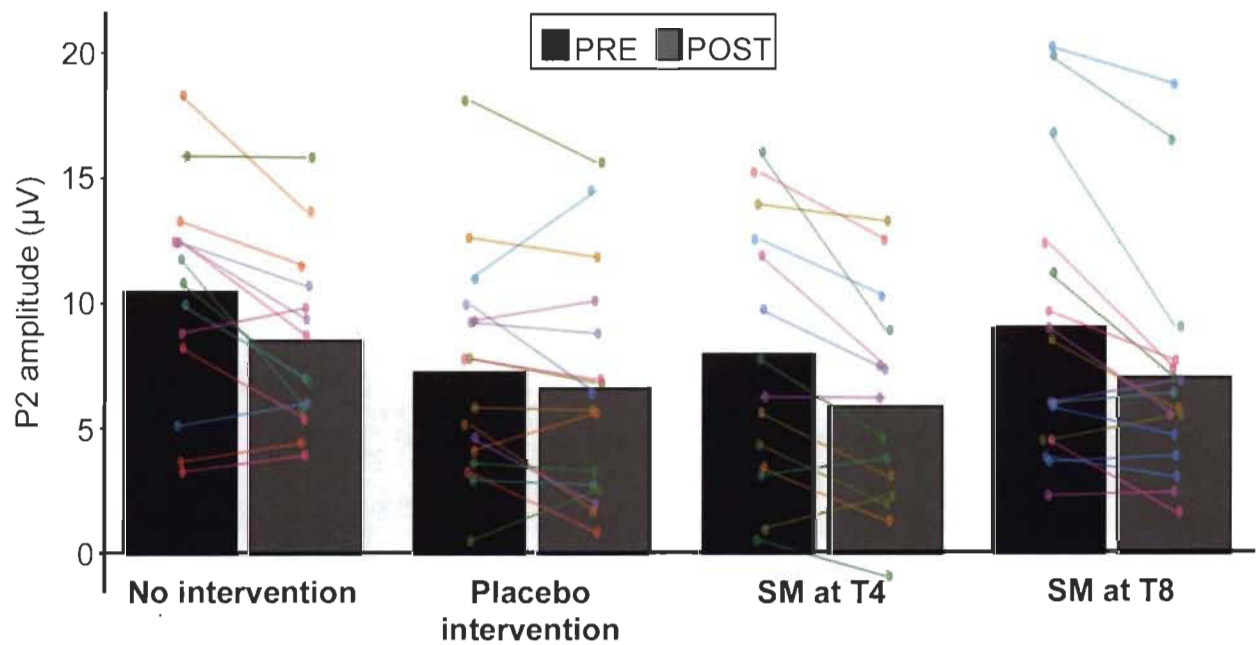 PRE POST
P2 amplitude (µV)
20
15
10
5
0
No intervention
Placebo
intervention
SM at T4
SM at T8